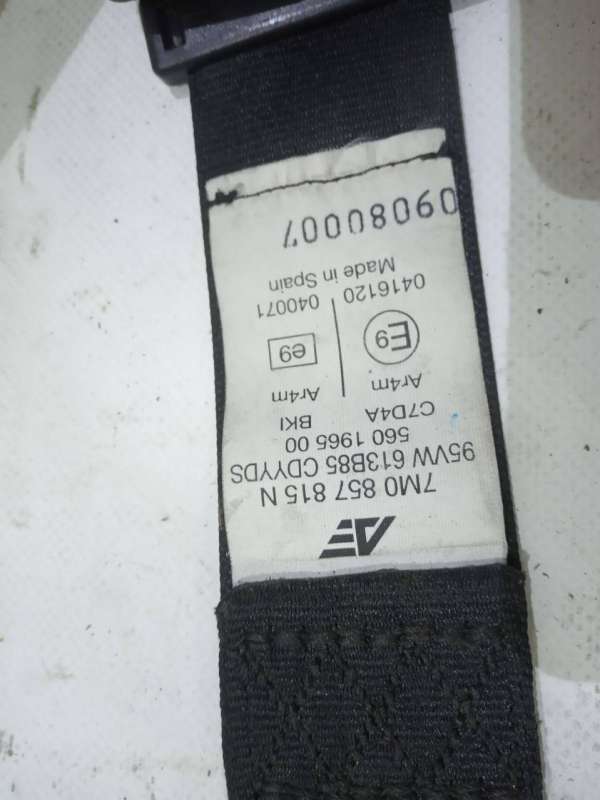 7M0 857 815 N
95VW 613B85 CDYYDS
560 1965 00
C7D4A BKI
Ar4m Ar4m
E9 e9
0416120 040071
Made in Spain
09080007